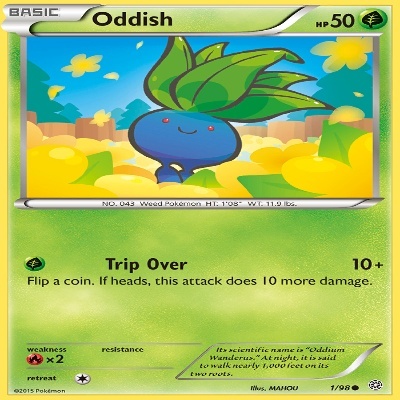 BASIC Oddish HP50
NO. 043 Weed Pokémon HT: 1'08" WT: 11.9 lbs.
Trip Over 10+
Flip a coin. If heads, this attack does 10 more damage.
weakness resistance
×2
Its scientific name is "Oddium
Wanderus." At night, it is said
to walk nearly 1,000 feet on its
two roots.
retreat
©2015 Pokémon Illus. MAHOU 1/98